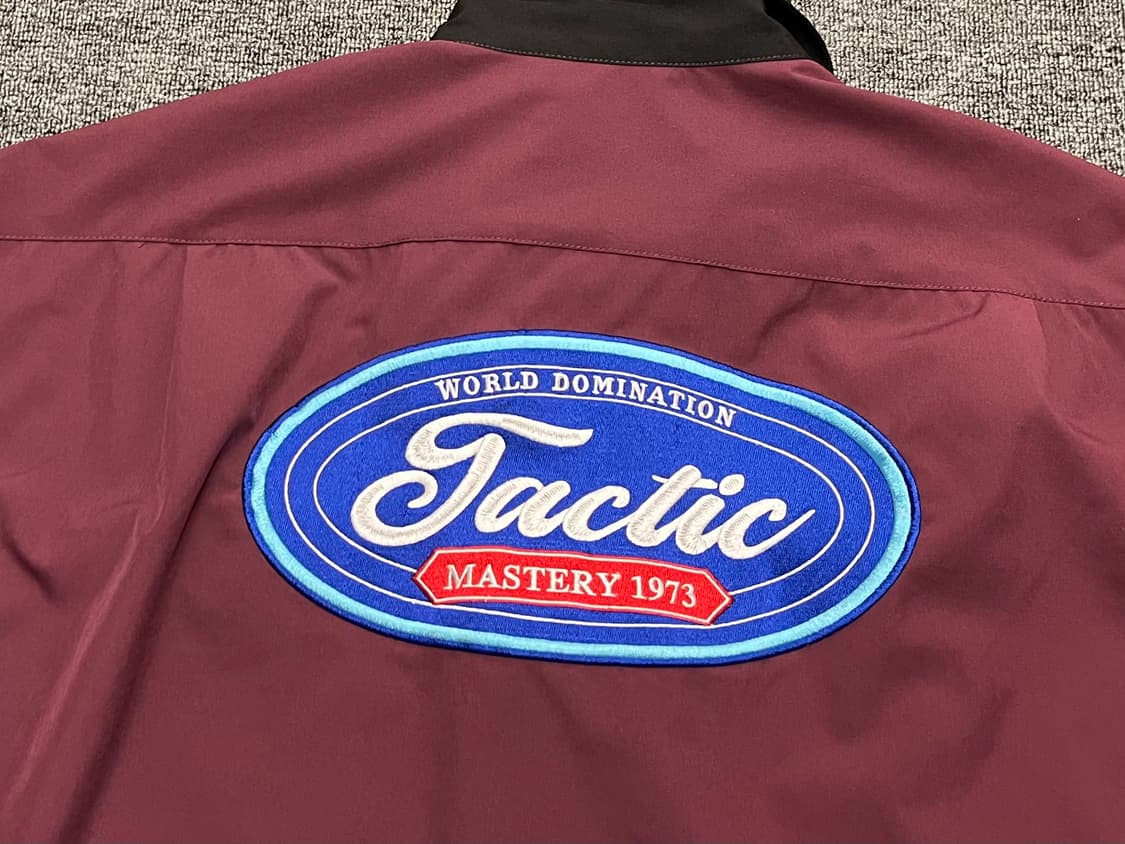 WORLD DOMINATION
Tactic
MASTERY 1973